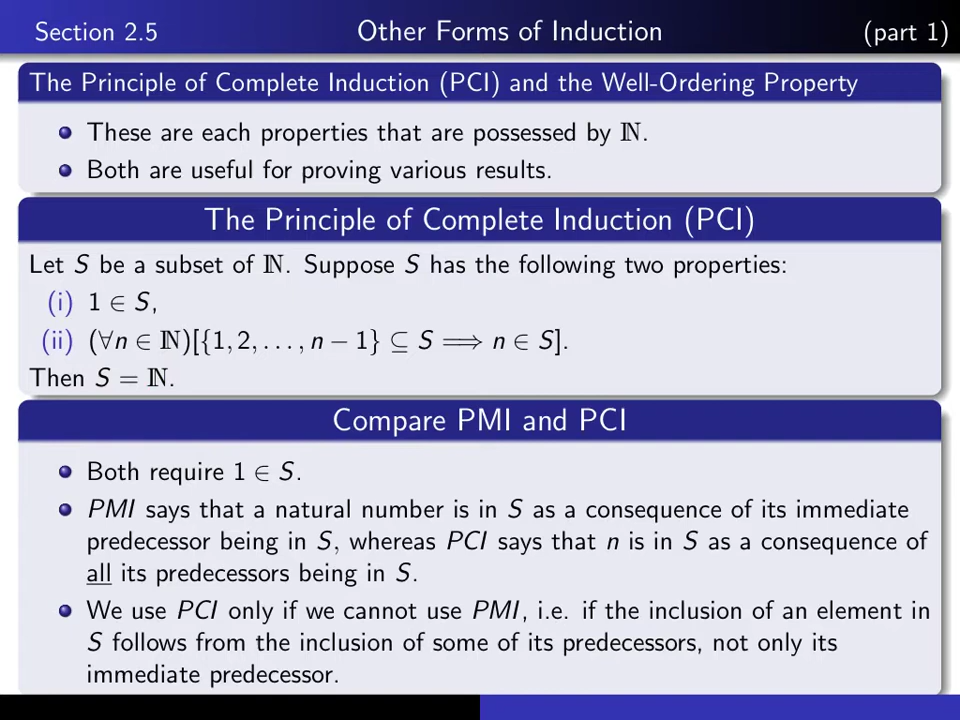 Section 2.5 Other Forms of Induction (part 1)
The Principle of Complete Induction (PCI) and the Well-Ordering Property
These are each properties that are possessed by ℕ.
Both are useful for proving various results.
The Principle of Complete Induction (PCI)
Let S be a subset of ℕ. Suppose S has the following two properties:
(i) 1 ∈ S,
(ii) (∀n ∈ ℕ)[{1, 2, . . . , n − 1} ⊆ S ⟹ n ∈ S].
Then S = ℕ.
Compare PMI and PCI
Both require 1 ∈ S.
PMI says that a natural number is in S as a consequence of its immediate
predecessor being in S, whereas PCI says that n is in S as a consequence of
all its predecessors being in S.
We use PCI only if we cannot use PMI, i.e. if the inclusion of an element in
S follows from the inclusion of some of its predecessors, not only its
immediate predecessor.